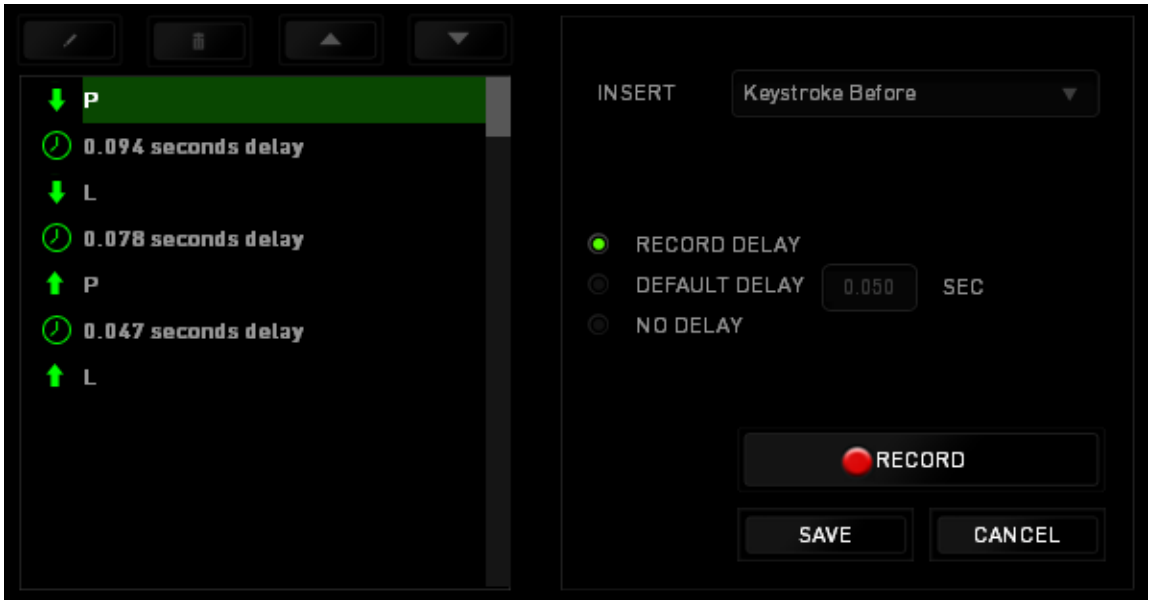 P
0.094 seconds delay
L
0.078 seconds delay
P
0.047 seconds delay
L
INSERT Keystroke Before
RECORD DELAY
DEFAULT DELAY 0.050 SEC
NO DELAY
RECORD
SAVE CANCEL